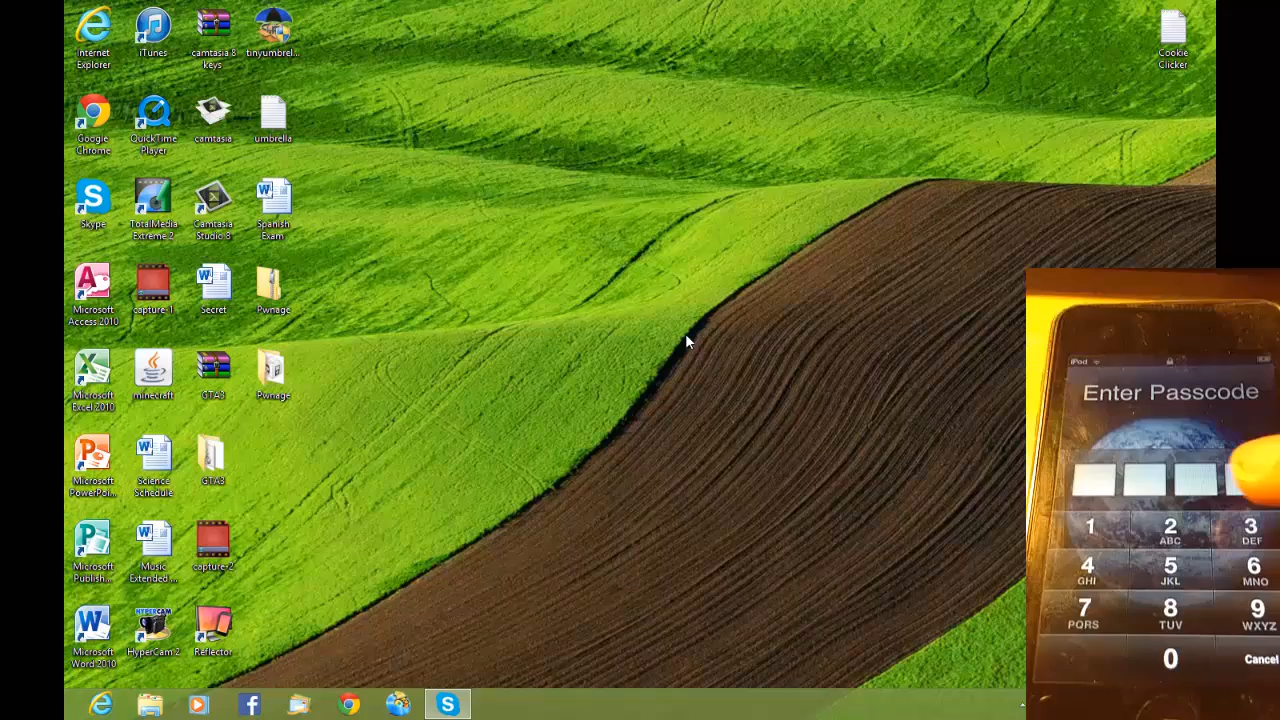 Internet
Explorer
iTunes
camtasia 8
keys
tinyumbrel...
Cookie
Clicker
Google
Chrome
QuickTime
Player
camtasia
umbrella
Skype
TotalMedia
Extreme 2
Camtasia
Studio 8
Spanish
Exam
Microsoft
Access 2010
capture-1
Secret
Pwnage
Microsoft
Excel 2010
minecraft
GTA3
Pwnage
Microsoft
PowerPoi...
Science
Schedule
GTA3
Microsoft
Publish...
Music
Extended ...
capture-2
Microsoft
Word 2010
HYPERCAM
HyperCam 2
Reflector
iPod
Enter Passcode
1
2
ABC
3
DEF
4
GHI
5
JKL
6
MNO
7
PQRS
8
TUV
9
WXYZ
0
Cancel